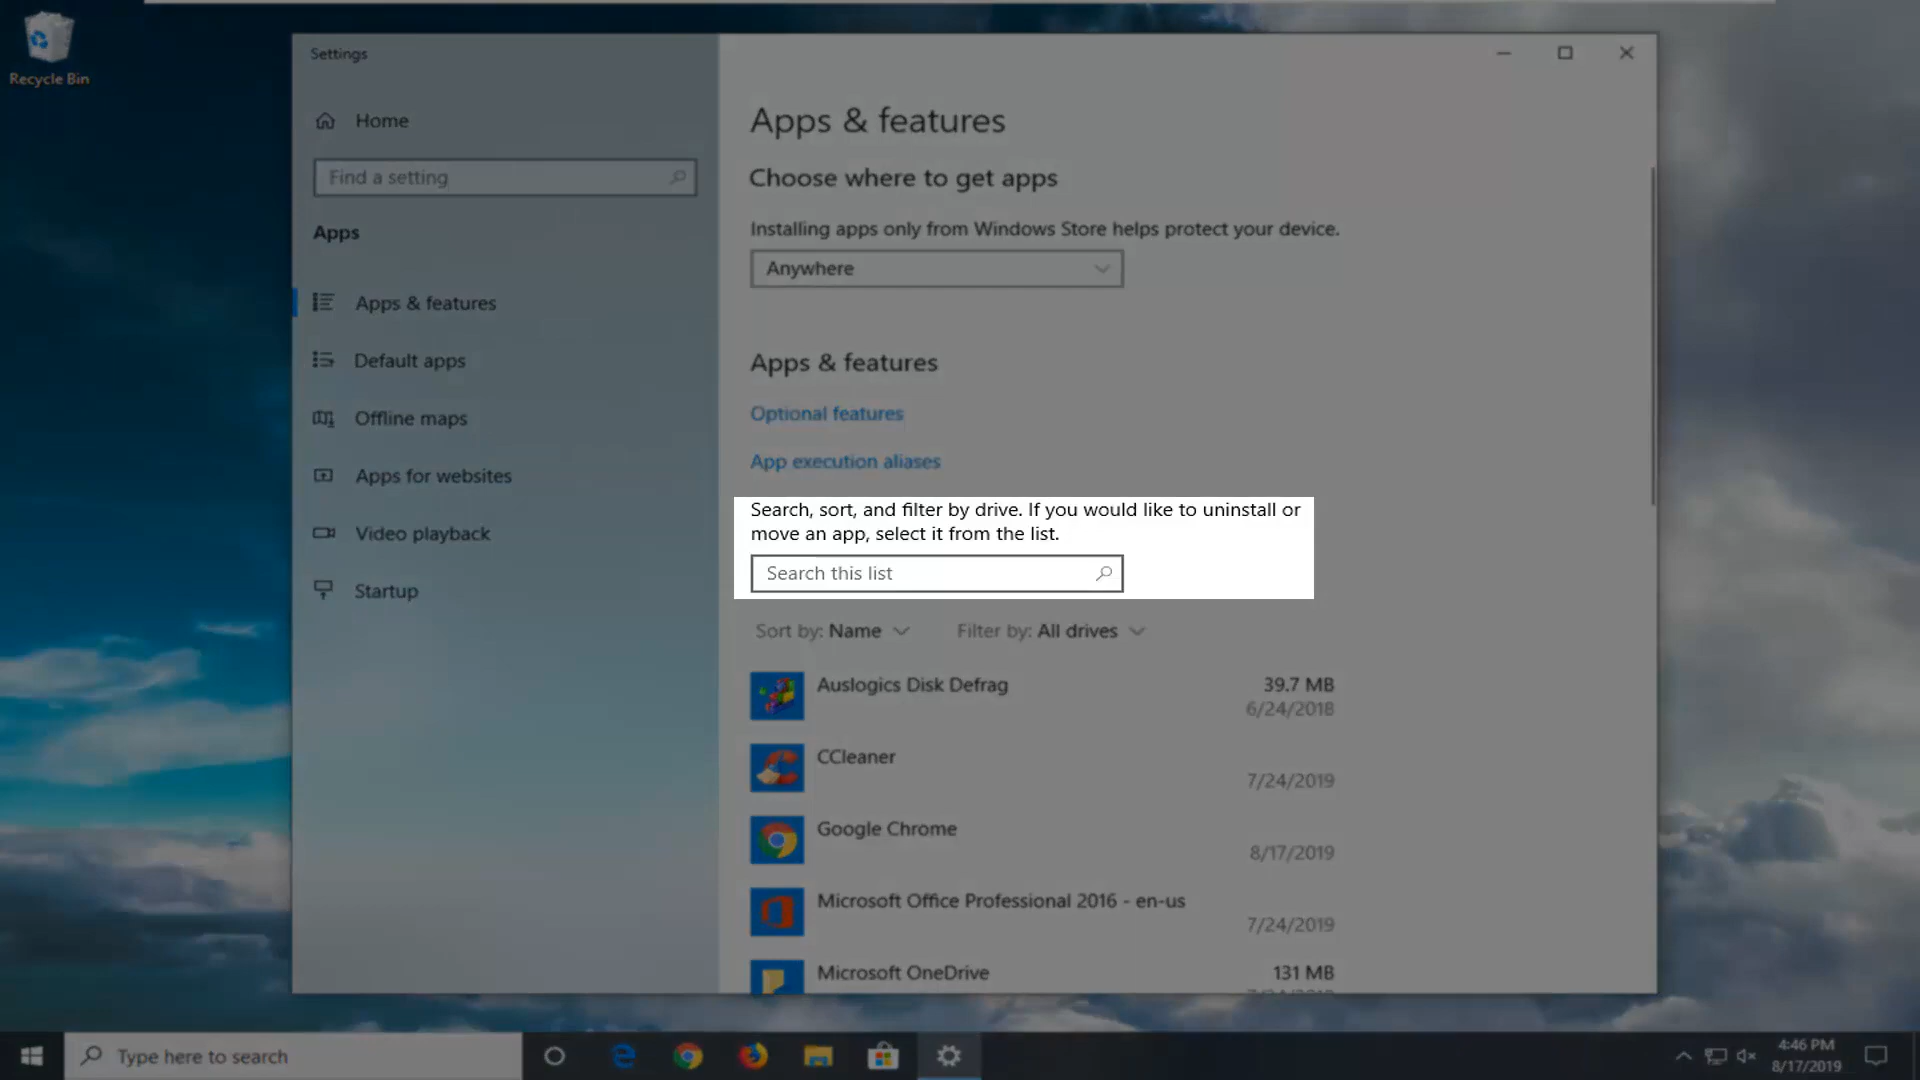 Recycle Bin
Settings
Home
Find a setting
Apps
Apps & features
Default apps
Offline maps
Apps for websites
Video playback
Startup
Apps & features
Choose where to get apps
Installing apps only from Windows Store helps protect your device.
Anywhere
Apps & features
Optional features
App execution aliases
Search, sort, and filter by drive. If you would like to uninstall or
move an app, select it from the list.
Search this list
Sort by: Name Filter by: All drives
Auslogics Disk Defrag 39.7 MB
6/24/2018
CCleaner
7/24/2019
Google Chrome
8/17/2019
Microsoft Office Professional 2016 - en-us
7/24/2019
Microsoft OneDrive 131 MB
Type here to search
4:46 PM
8/17/2019